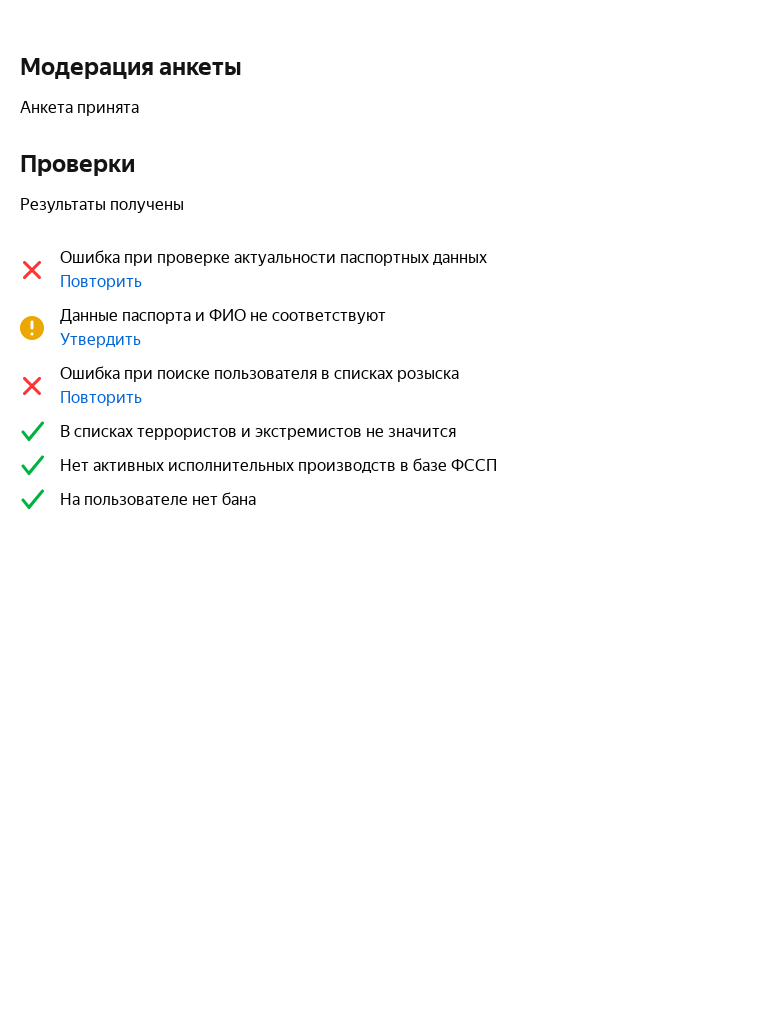 Модерация анкеты
Анкета принята
Проверки
Результаты получены
Ошибка при проверке актуальности паспортных данных
Повторить
Данные паспорта и ФИО не соответствуют
Утвердить
Ошибка при поиске пользователя в списках розыска
Повторить
В списках террористов и экстремистов не значится
Нет активных исполнительных производств в базе ФССП
На пользователе нет бана